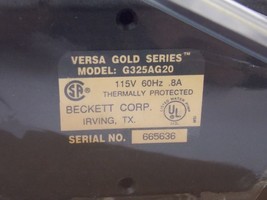 VERSA GOLD SERIES™
MODEL: G325AG20
115V 60Hz .8A
THERMALLY PROTECTED
BECKETT CORP.
IRVING, TX.
SERIAL NO. 665636